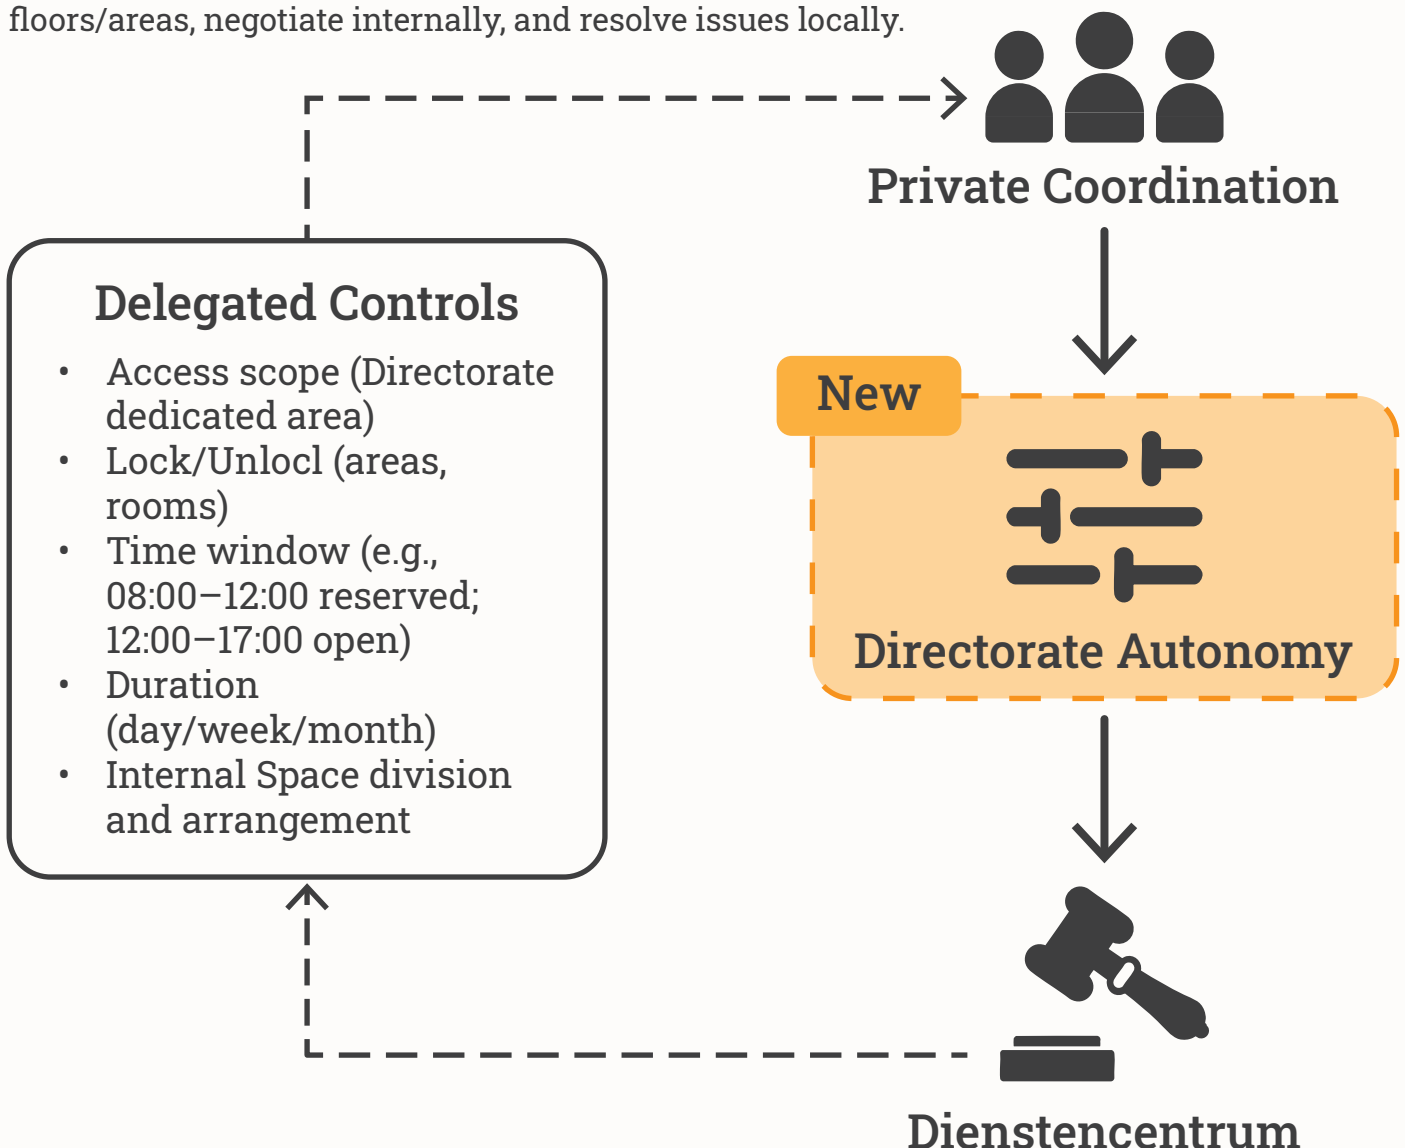 floors/areas, negotiate internally, and resolve issues locally.
Private Coordination
Delegated Controls
• Access scope (Directorate
dedicated area)
• Lock/Unlocl (areas,
rooms)
• Time window (e.g.,
08:00–12:00 reserved;
12:00–17:00 open)
• Duration
(day/week/month)
• Internal Space division
and arrangement
New
Directorate Autonomy
Dienstencentrum